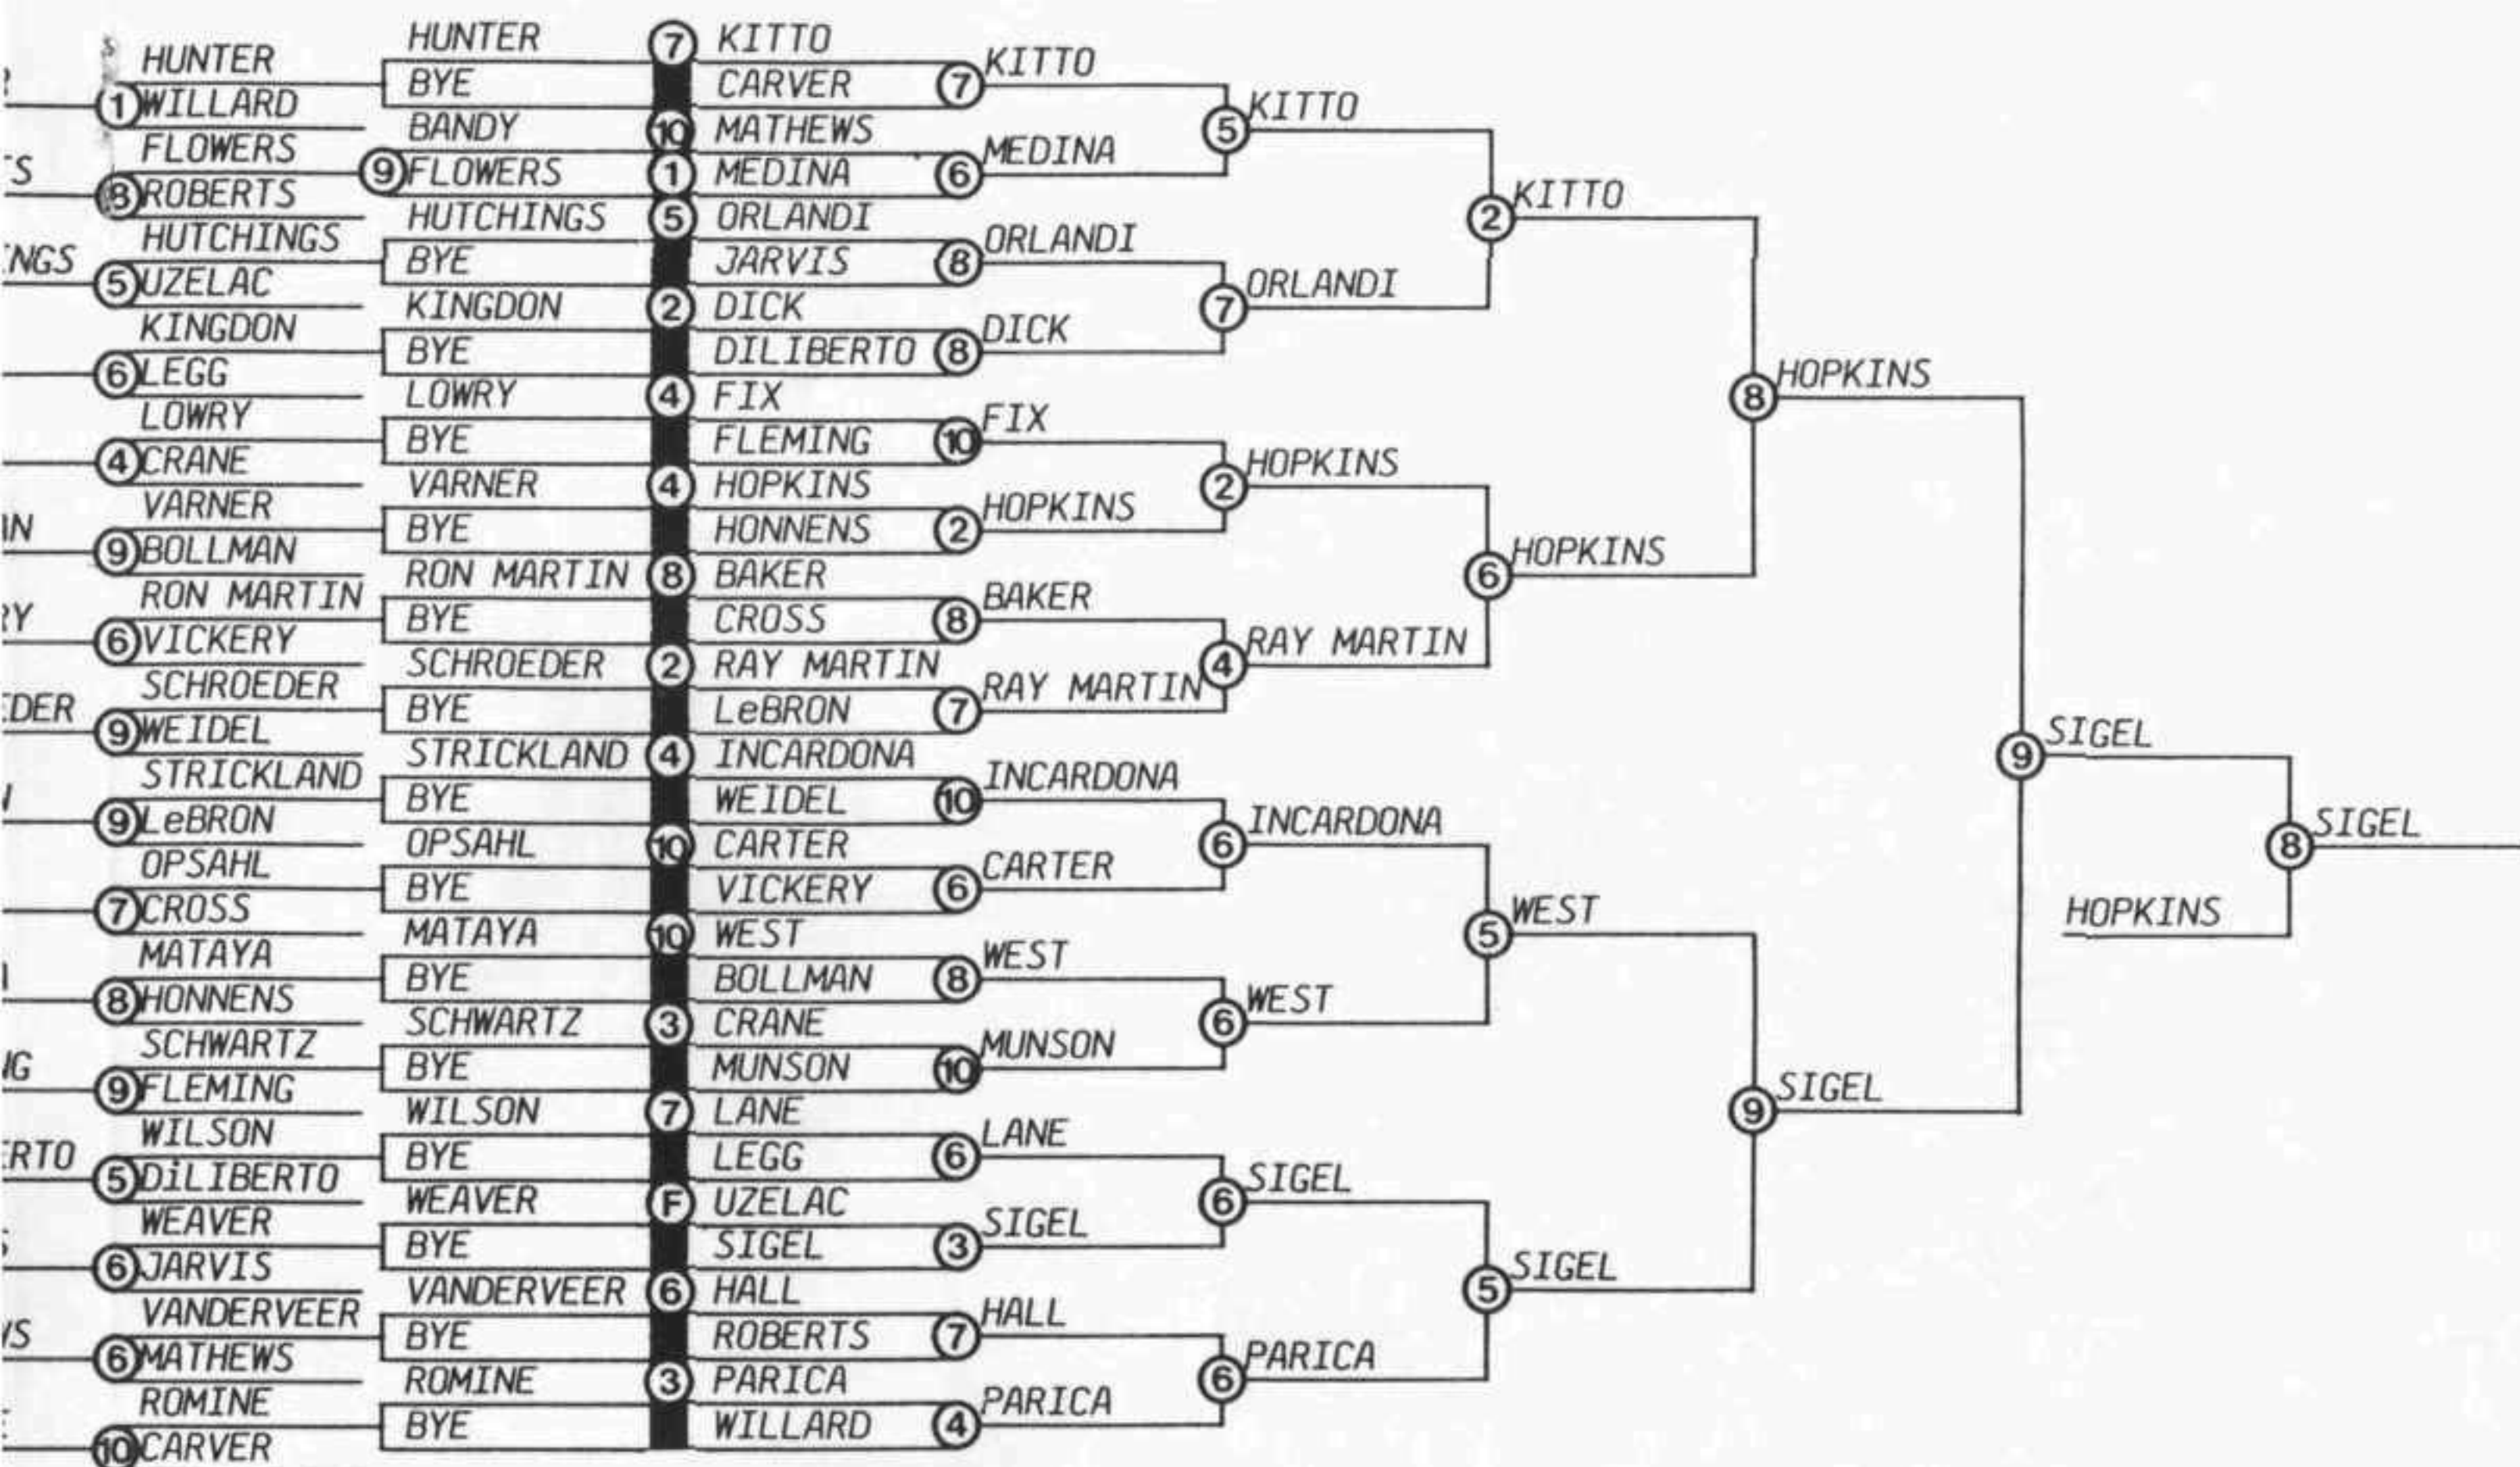 NGS
RY
EDER
NG
ERTO
WS
HUNTER
1 WILLARD
FLOWERS
8 ROBERTS
HUTCHINGS
5 UZELAC
KINGDON
6 LEGG
LOWRY
4 CRANE
VARNER
9 BOLLMAN
RON MARTIN
6 VICKERY
SCHROEDER
9 WEIDEL
STRICKLAND
9 LeBRON
OPSAHL
7 CROSS
MATAYA
8 HONNENS
SCHWARTZ
9 FLEMING
WILSON
5 DiLIBERTO
WEAVER
6 JARVIS
VANDERVEER
6 MATHEWS
ROMINE
10 CARVER
HUNTER
BYE
BANDY
9 FLOWERS
HUTCHINGS
BYE
KINGDON
BYE
LOWRY
BYE
VARNER
BYE
RON MARTIN
BYE
SCHROEDER
BYE
STRICKLAND
BYE
OPSAHL
BYE
MATAYA
BYE
SCHWARTZ
BYE
WILSON
BYE
WEAVER
BYE
VANDERVEER
BYE
ROMINE
BYE
7 KITTO
CARVER
10 MATHEWS
1 MEDINA
5 ORLANDI
JARVIS
2 DICK
DILIBERTO
4 FIX
FLEMING
4 HOPKINS
HONNENS
8 BAKER
CROSS
2 RAY MARTIN
LeBRON
4 INCARDONA
WEIDEL
10 CARTER
VICKERY
10 WEST
BOLLMAN
3 CRANE
MUNSON
7 LANE
LEGG
F UZELAC
SIGEL
6 HALL
ROBERTS
3 PARICA
WILLARD
7 KITTO
6 MEDINA
8 ORLANDI
8 DICK
10 FIX
2 HOPKINS
8 BAKER
7 RAY MARTIN
10 INCARDONA
6 CARTER
8 WEST
10 MUNSON
6 LANE
3 SIGEL
7 HALL
4 PARICA
5 KITTO
7 ORLANDI
2 HOPKINS
4 RAY MARTIN
6 INCARDONA
6 WEST
6 SIGEL
6 PARICA
2 KITTO
6 HOPKINS
5 WEST
5 SIGEL
8 HOPKINS
9 SIGEL
9 SIGEL
HOPKINS
8 SIGEL